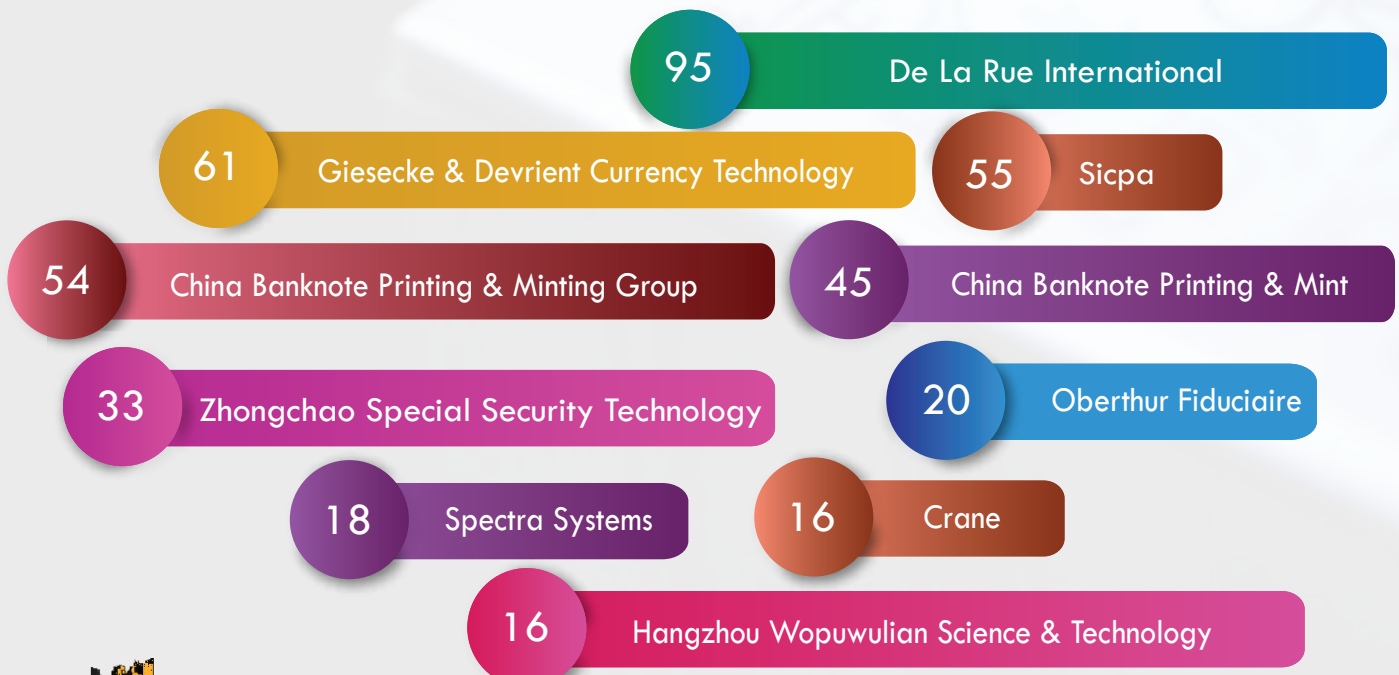 95 De La Rue International
61 Giesecke & Devrient Currency Technology
55 Sicpa
54 China Banknote Printing & Minting Group
45 China Banknote Printing & Mint
33 Zhongchao Special Security Technology
20 Oberthur Fiduciaire
18 Spectra Systems
16 Crane
16 Hangzhou Wopuwulian Science & Technology